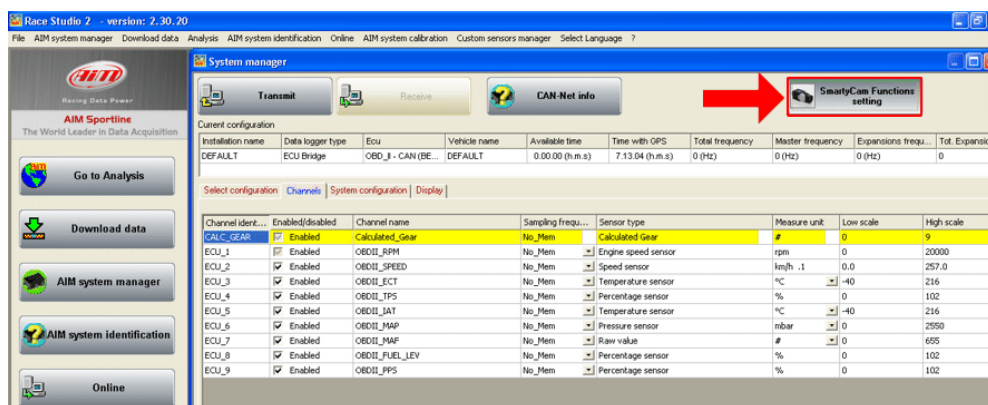 Race Studio 2 - version: 2.30.20
File AIM system manager Download data Analysis AIM system identification Online AIM system calibration Custom sensors manager Select Language ?
AiM
Racing Data Power
AIM Sportline
The World Leader in Data Acquisition
Go to Analysis
Download data
AIM system manager
AIM system identification
Online
System manager
Transmit Receive CAN-Net info SmartyCam Functions
setting
Current configuration
Installation name Data logger type Ecu Vehicle name Available time Time with GPS Total frequency Master frequency Expansions frequ... Tot. Expansio
DEFAULT ECU Bridge OBD_II - CAN (BE... DEFAULT 0.00.00 (h.m.s) 7.13.04 (h.m.s) 0 (Hz) 0 (Hz) 0 (Hz) 0
Select configuration Channels System configuration Display
Channel ident... Enabled/disabled Channel name Sampling frequ... Sensor type Measure unit Low scale High scale
CALC_GEAR Enabled Calculated_Gear No_Mem Calculated Gear # 0 9
ECU_1 Enabled OBDII_RPM No_Mem Engine speed sensor rpm 0 20000
ECU_2 Enabled OBDII_SPEED No_Mem Speed sensor km/h .1 0.0 257.0
ECU_3 Enabled OBDII_ECT No_Mem Temperature sensor °C -40 216
ECU_4 Enabled OBDII_TPS No_Mem Percentage sensor % 0 102
ECU_5 Enabled OBDII_IAT No_Mem Temperature sensor °C -40 216
ECU_6 Enabled OBDII_MAP No_Mem Pressure sensor mbar 0 2550
ECU_7 Enabled OBDII_MAF No_Mem Raw value # 0 655
ECU_8 Enabled OBDII_FUEL_LEV No_Mem Percentage sensor % 0 102
ECU_9 Enabled OBDII_PPS No_Mem Percentage sensor % 0 102